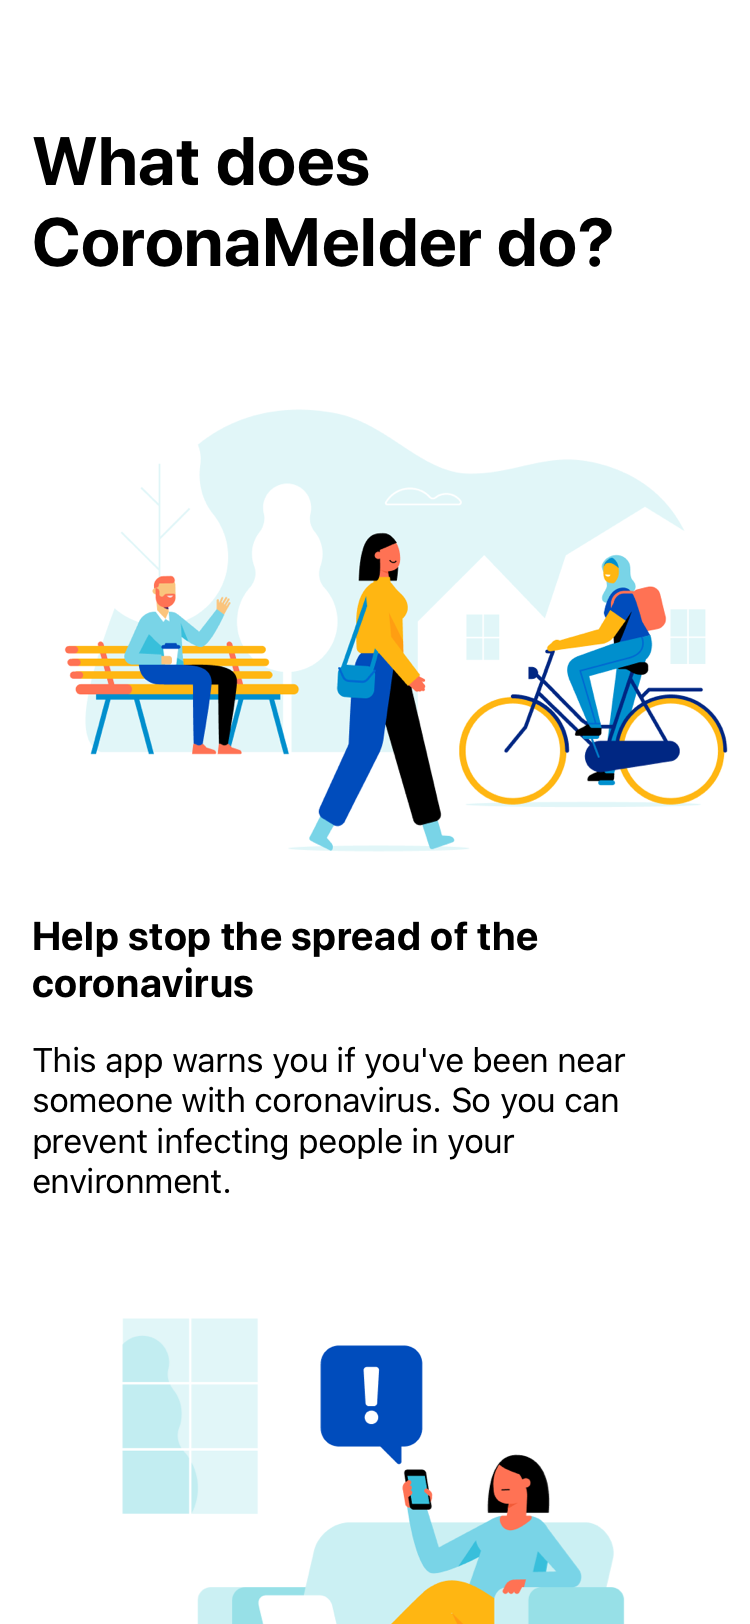 What does
CoronaMelder do?
Help stop the spread of the
coronavirus
This app warns you if you've been near
someone with coronavirus. So you can
prevent infecting people in your
environment.
!